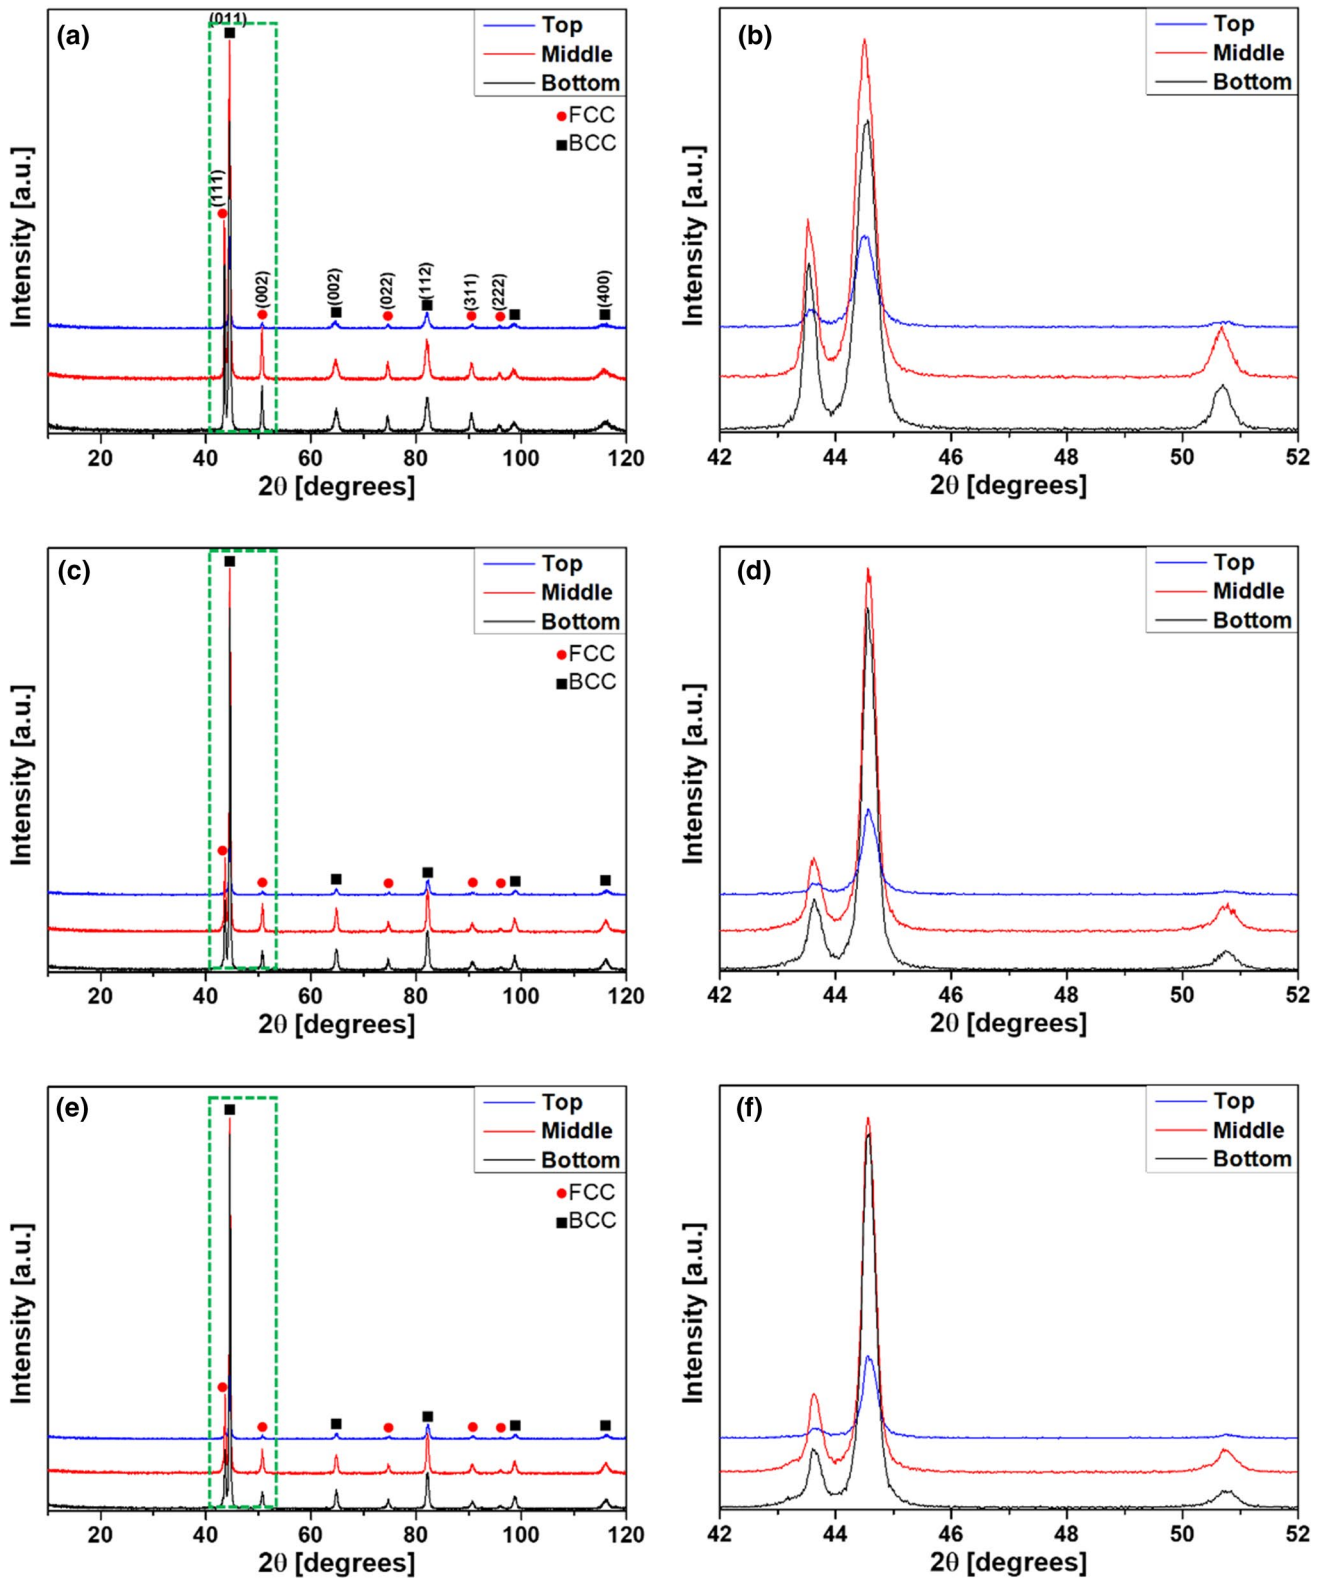 (a)
(011)
(111)
(002)
(002)
(022)
(112)
(311)
(222)
(400)
Top
Middle
Bottom
FCC
BCC
Intensity [a.u.]
20 40 60 80 100 120
2θ [degrees]
(b)
Top
Middle
Bottom
Intensity [a.u.]
42 44 46 48 50 52
2θ [degrees]
(c)
Top
Middle
Bottom
FCC
BCC
Intensity [a.u.]
20 40 60 80 100 120
2θ [degrees]
(d)
Top
Middle
Bottom
Intensity [a.u.]
42 44 46 48 50 52
2θ [degrees]
(e)
Top
Middle
Bottom
FCC
BCC
Intensity [a.u.]
20 40 60 80 100 120
2θ [degrees]
(f)
Top
Middle
Bottom
Intensity [a.u.]
42 44 46 48 50 52
2θ [degrees]